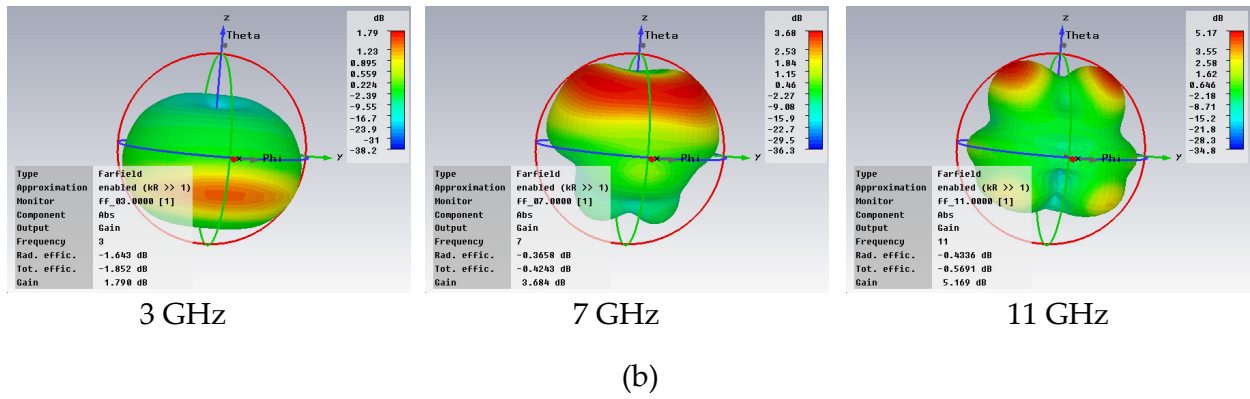 z
Theta
x
Phi
y
dB
1.79
1.23
0.895
0.559
0.224
-2.39
-9.55
-16.7
-23.9
-31
-38.2
Type Farfield
Approximation enabled (kR >> 1)
Monitor ff_03.0000 [1]
Component Abs
Output Gain
Frequency 3
Rad. effic. -1.643 dB
Tot. effic. -1.852 dB
Gain 1.790 dB
3 GHz
z
Theta
x
Phi
y
dB
3.68
2.53
1.84
1.15
0.46
-2.27
-9.08
-15.9
-22.7
-29.5
-36.3
Type Farfield
Approximation enabled (kR >> 1)
Monitor ff_07.0000 [1]
Component Abs
Output Gain
Frequency 7
Rad. effic. -0.3658 dB
Tot. effic. -0.4243 dB
Gain 3.684 dB
7 GHz
z
Theta
x
Phi
y
dB
5.17
3.55
2.58
1.62
0.646
-2.18
-8.71
-15.2
-21.8
-28.3
-34.8
Type Farfield
Approximation enabled (kR >> 1)
Monitor ff_11.0000 [1]
Component Abs
Output Gain
Frequency 11
Rad. effic. -0.4336 dB
Tot. effic. -0.5691 dB
Gain 5.169 dB
11 GHz
(b)